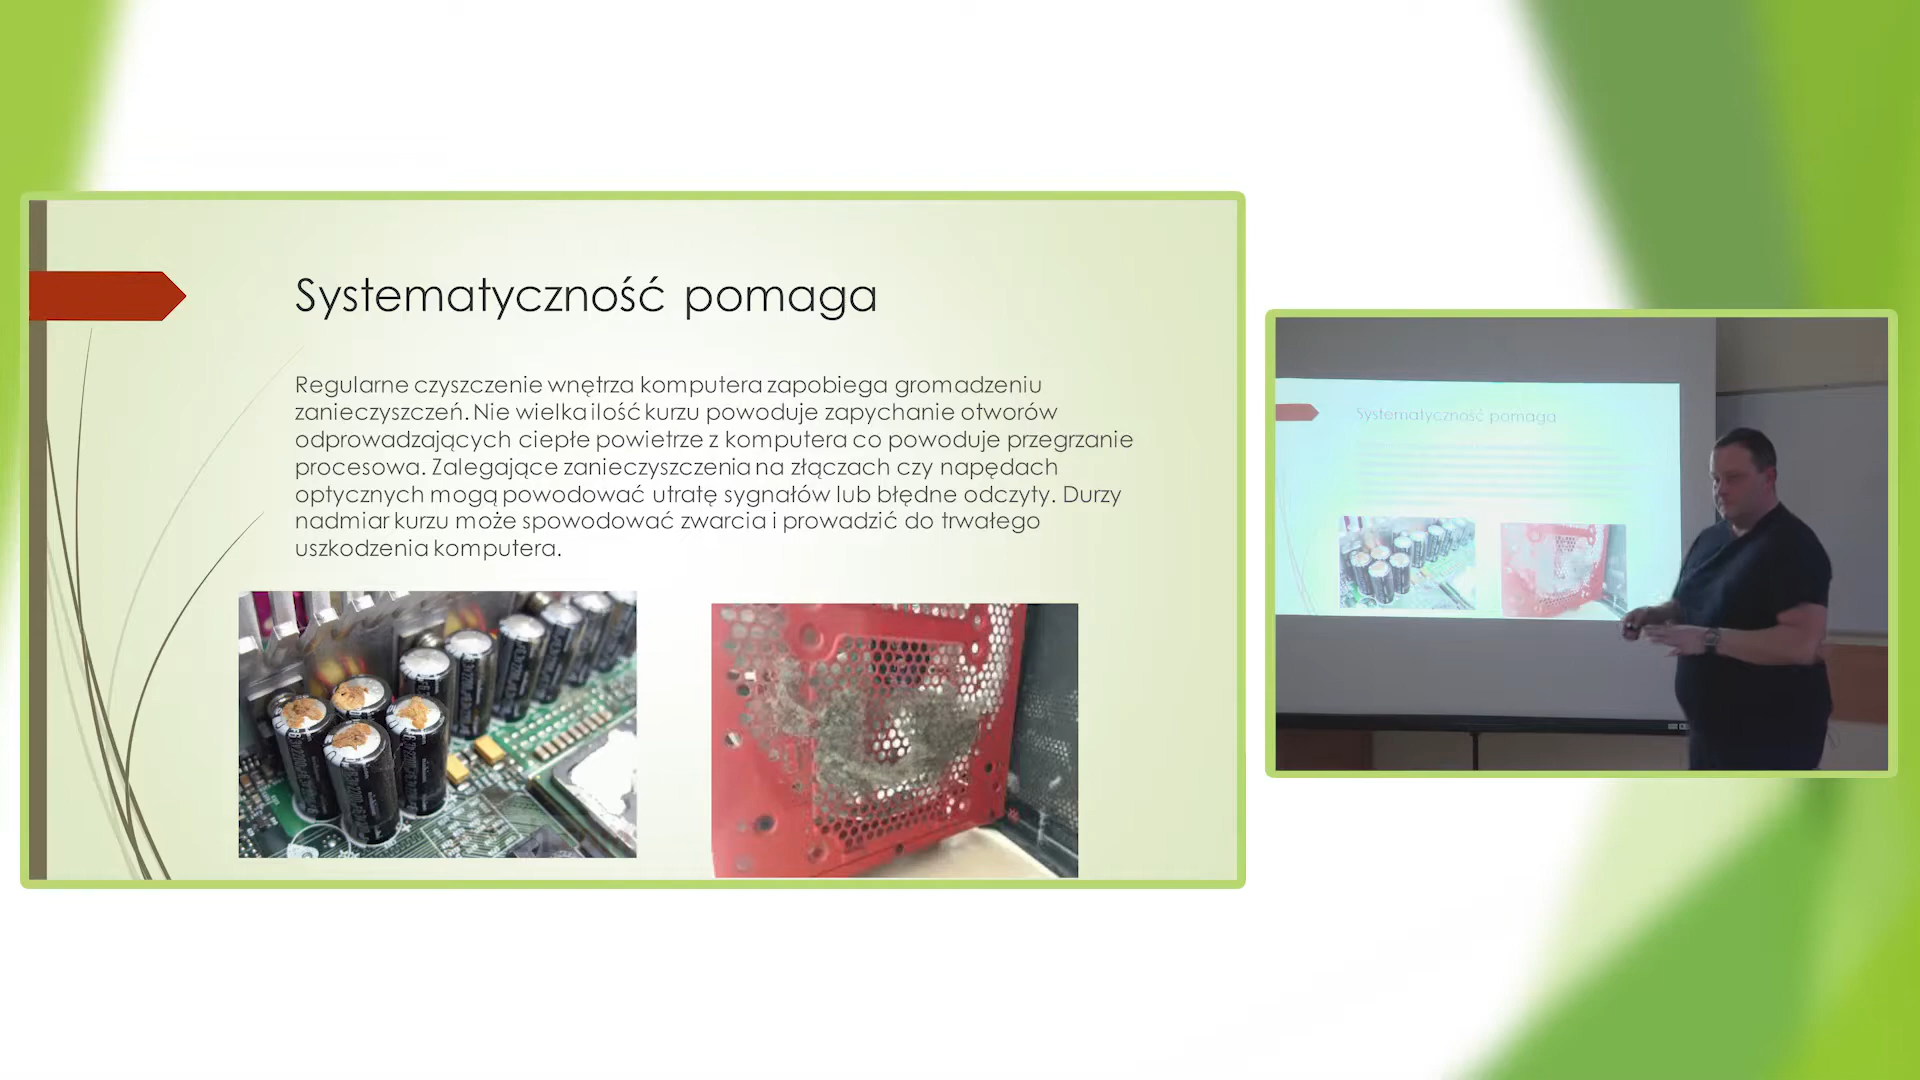 Systematyczność pomaga
Regularne czyszczenie wnętrza komputera zapobiega gromadzeniu
zanieczyszczeń. Nie wielka ilość kurzu powoduje zapychanie otworów
odprowadzających ciepłe powietrze z komputera co powoduje przegrzanie
procesowa. Zalegające zanieczyszczenia na złączach czy napędach
optycznych mogą powodować utratę sygnałów lub błędne odczyty. Durzy
nadmiar kurzu może spowodować zwarcia i prowadzić do trwałego
uszkodzenia komputera.
Systematyczność pomaga